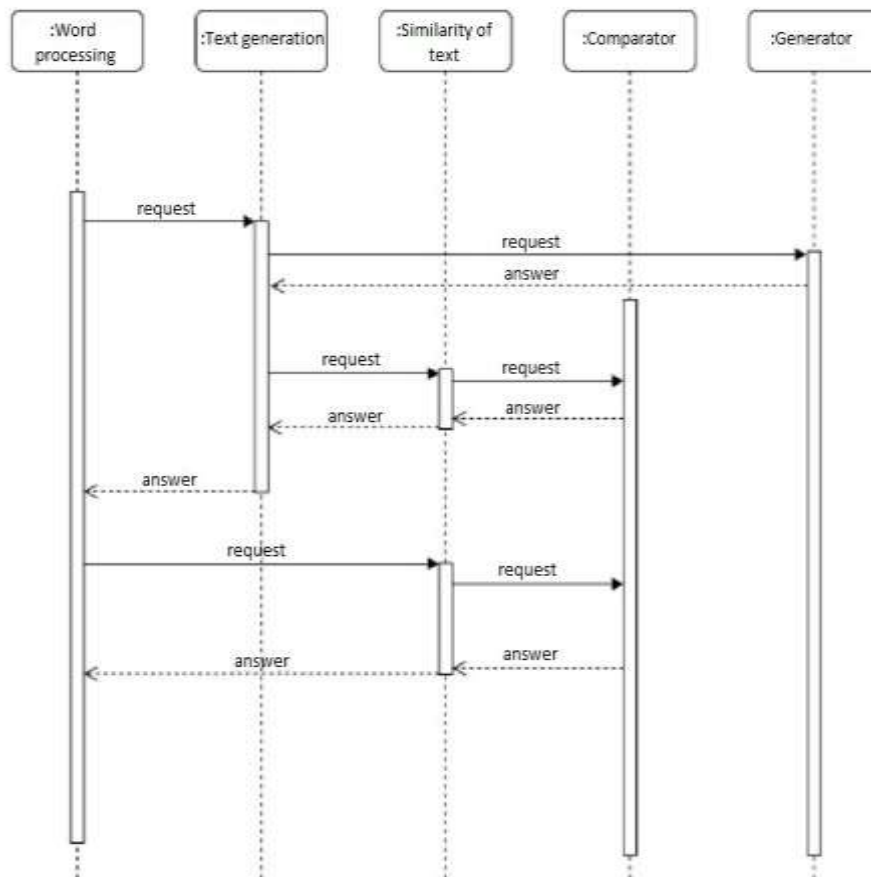 :Word
processing
:Text generation
:Similarity of
text
:Comparator
:Generator
request
request
answer
request
request
answer
answer
answer
request
request
answer
answer